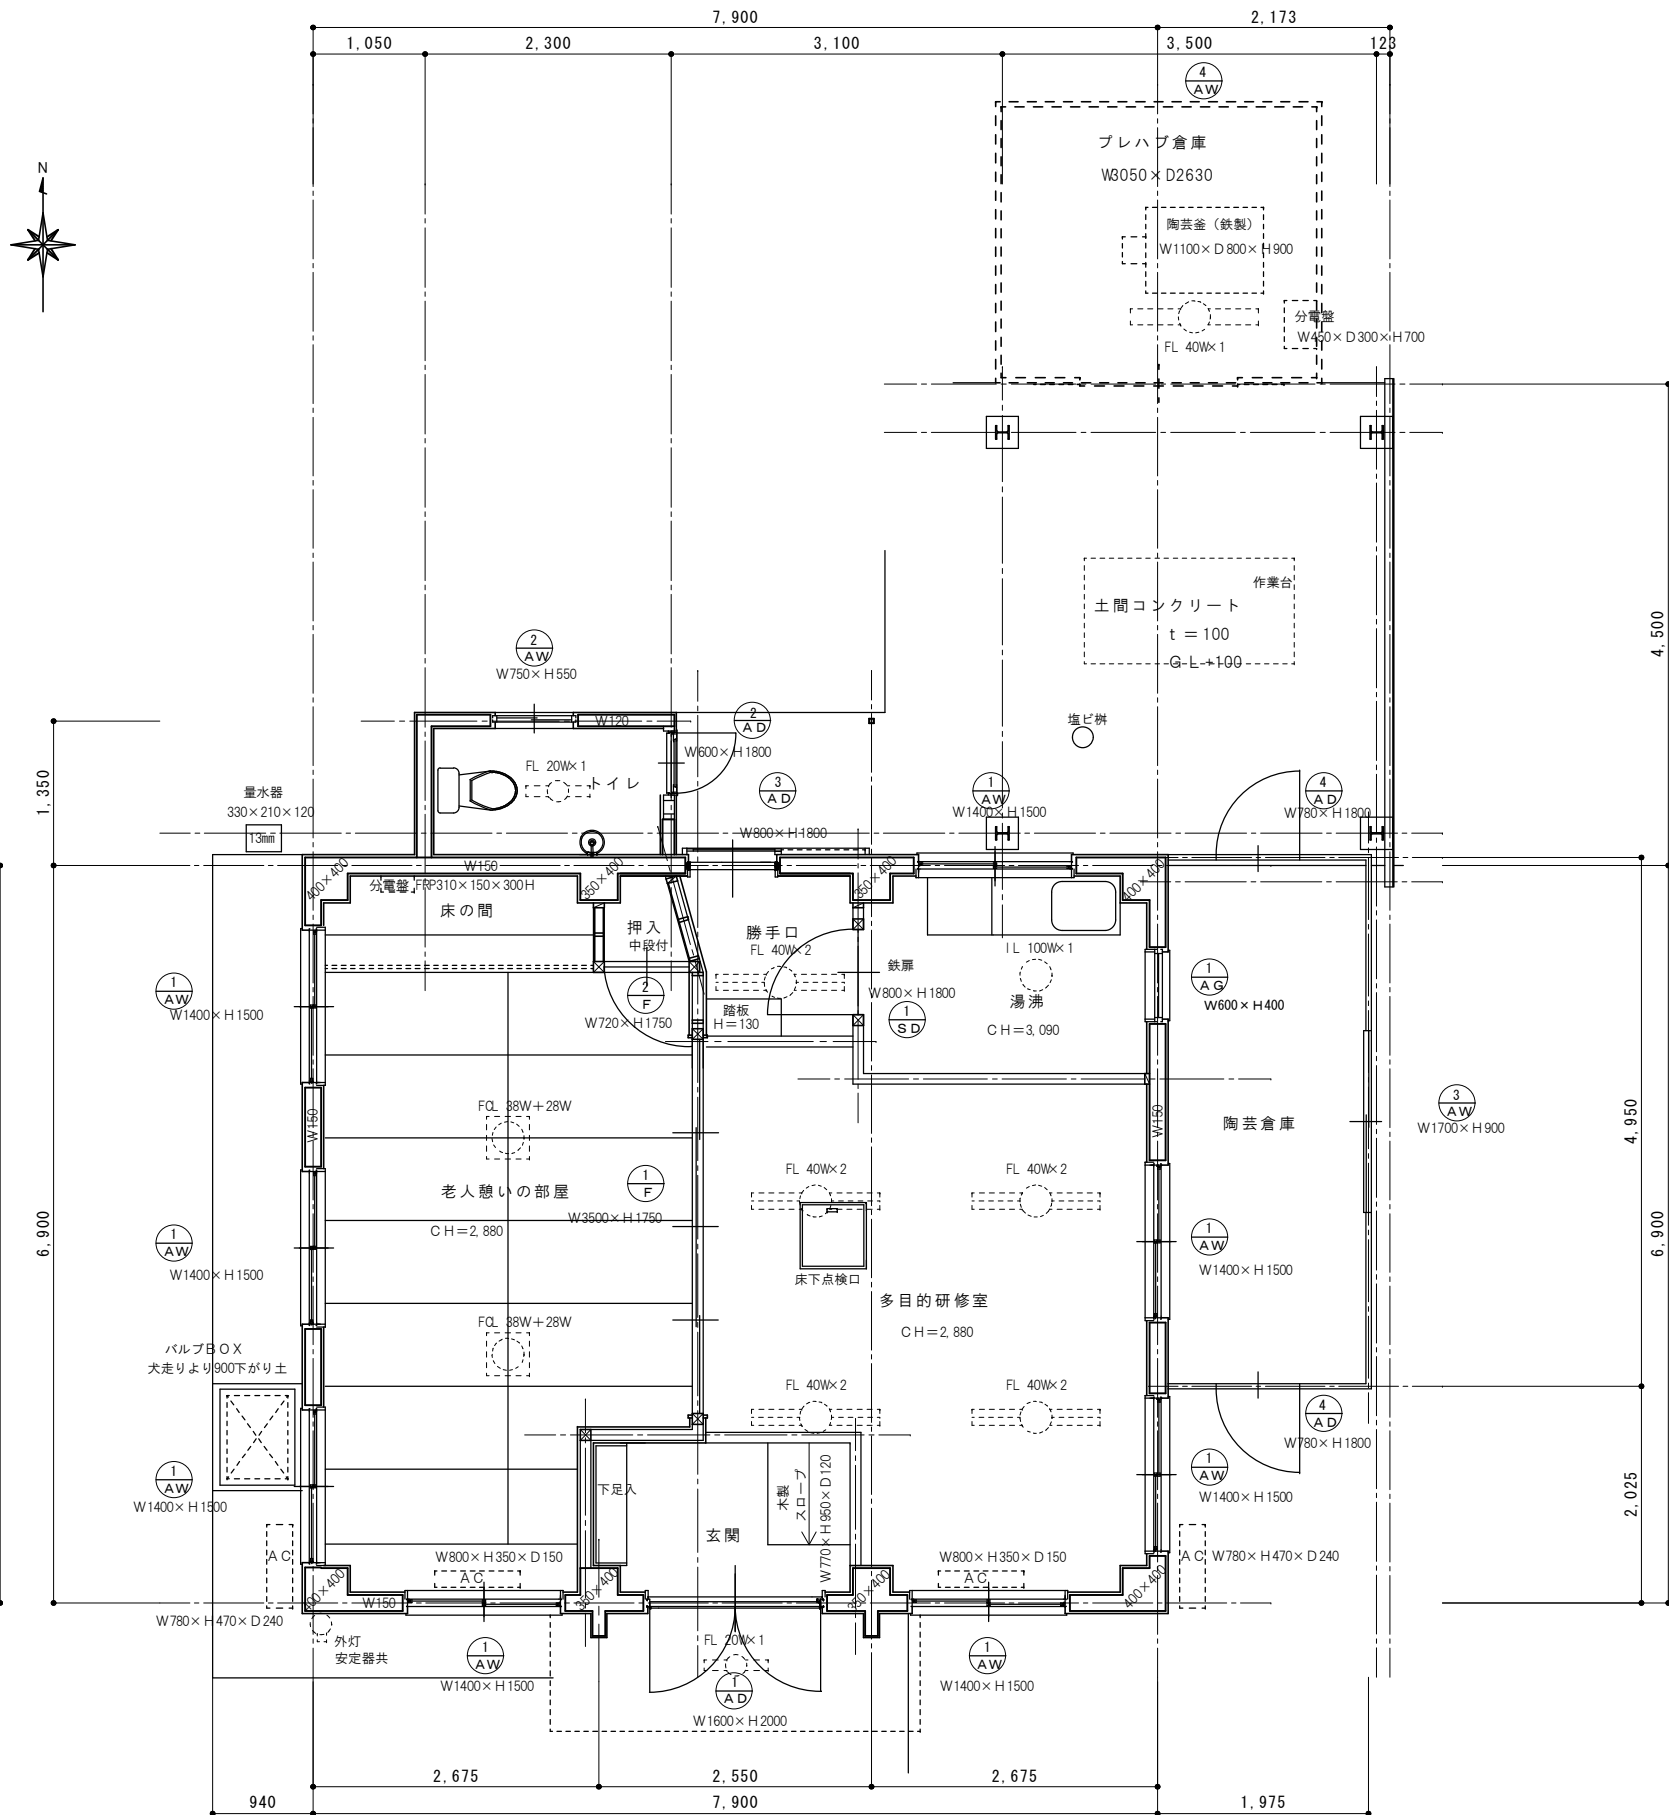 7,900
2,173
1,050
2,300
3,100
3,500
123
4
AW
N
プレハブ倉庫
W3050×D2630
陶芸釜（鉄製）
W1100×D800×H900
分電盤
W450×D300×H700
FL 40W×1
作業台
土間コンクリート
t＝100
GL+100
4,500
2
AW
W750×H550
W120
2
AD
W600×H1800
塩ビ桝
FL 20W×1
トイレ
1,350
量水器
330×210×120
13mm
3
AD
W800×H1800
1
AW
W1400×H1500
4
AD
W780×H1800
W150
400×400
350×400
350×400
400×400
分電盤 FRP310×150×300H
床の間
押入
中段付
勝手口
FL 40W×2
IL 100W×1
鉄扉
W800×H1800
1
SD
湯沸
CH＝3,090
1
AG
W600×H400
1
AW
W1400×H1500
2
F
W720×H1750
踏板
H＝130
FCL 38W＋28W
W150
W150
陶芸倉庫
3
AW
W1700×H900
4,950
老人憩いの部屋
CH＝2,880
1
F
W3500×H1750
FL 40W×2
FL 40W×2
床下点検口
多目的研修室
CH＝2,880
1
AW
W1400×H1500
1
AW
W1400×H1500
6,900
6,900
バルブBOX
犬走りより900下がり土
FCL 38W＋28W
FL 40W×2
FL 40W×2
4
AD
W780×H1800
1
AW
W1400×H1500
1
AW
W1400×H1500
2,025
下足入
木製
スロープ
W770×H950×D120
玄関
AC
W780×H470×D240
W800×H350×D150
AC
W800×H350×D150
AC
AC W780×H470×D240
400×400
W150
350×400
350×400
400×400
外灯
安定器共
1
AW
W1400×H1500
FL 20W×1
1
AD
W1600×H2000
1
AW
W1400×H1500
2,675
2,550
2,675
940
7,900
1,975